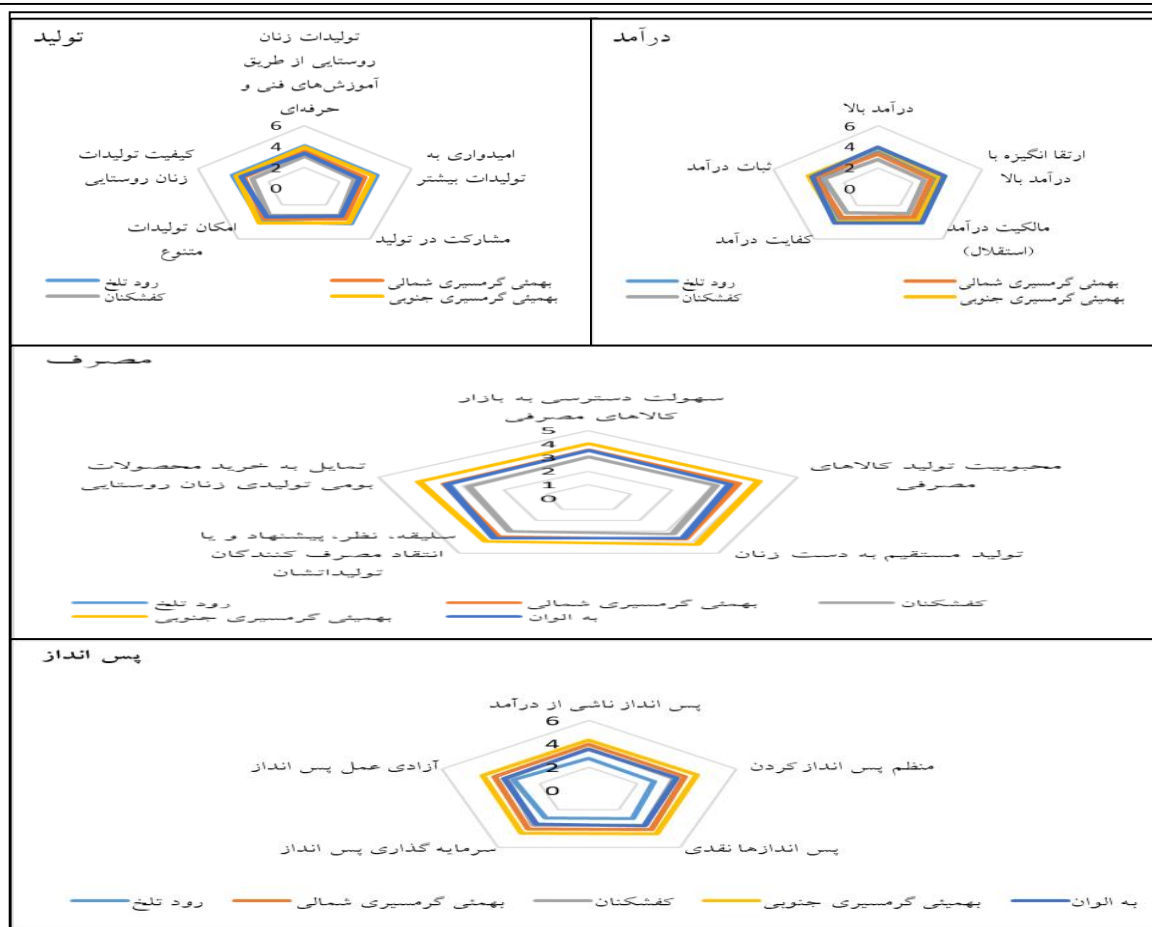 درآمد
درآمد بالا
6
4
2
0
ارتقا انگیزه با
درآمد بالا
مالکیت درآمد
(استقلال)
کفایت درآمد
ثبات درآمد
بهمئی گرمسیری شمالی
رود تلخ
بهمیئی گرمسیری جنوبی
کفشکنان
تولید
تولیدات زنان
روستایی از طریق
آموزش‌های فنی و
حرفه‌ای
6
4
2
0
امیدواری به
تولیدات بیشتر
مشارکت در تولید
امکان تولیدات
متنوع
کیفیت تولیدات
زنان روستایی
بهمئی گرمسیری شمالی
رود تلخ
بهمیئی گرمسیری جنوبی
کفشکنان
مصرف
سهولت دسترسی به بازار
کالاهای مصرفی
5
4
3
2
1
0
محبوبیت تولید کالاهای
مصرفی
تولید مستقیم به دست زنان
سلیقه، نظر، پیشنهاد و یا
انتقاد مصرف کنندگان
تولیداتشان
تمایل به خرید محصولات
بومی تولیدی زنان روستایی
رود تلخ
بهمئی گرمسیری شمالی
کفشکنان
بهمیئی گرمسیری جنوبی
به الوان
پس انداز
پس انداز ناشی از درآمد
6
4
2
0
منظم پس انداز کردن
پس اندازها نقدی
سرمایه گذاری پس انداز
آزادی عمل پس انداز
رود تلخ
بهمئی گرمسیری شمالی
کفشکنان
بهمیئی گرمسیری جنوبی
به الوان